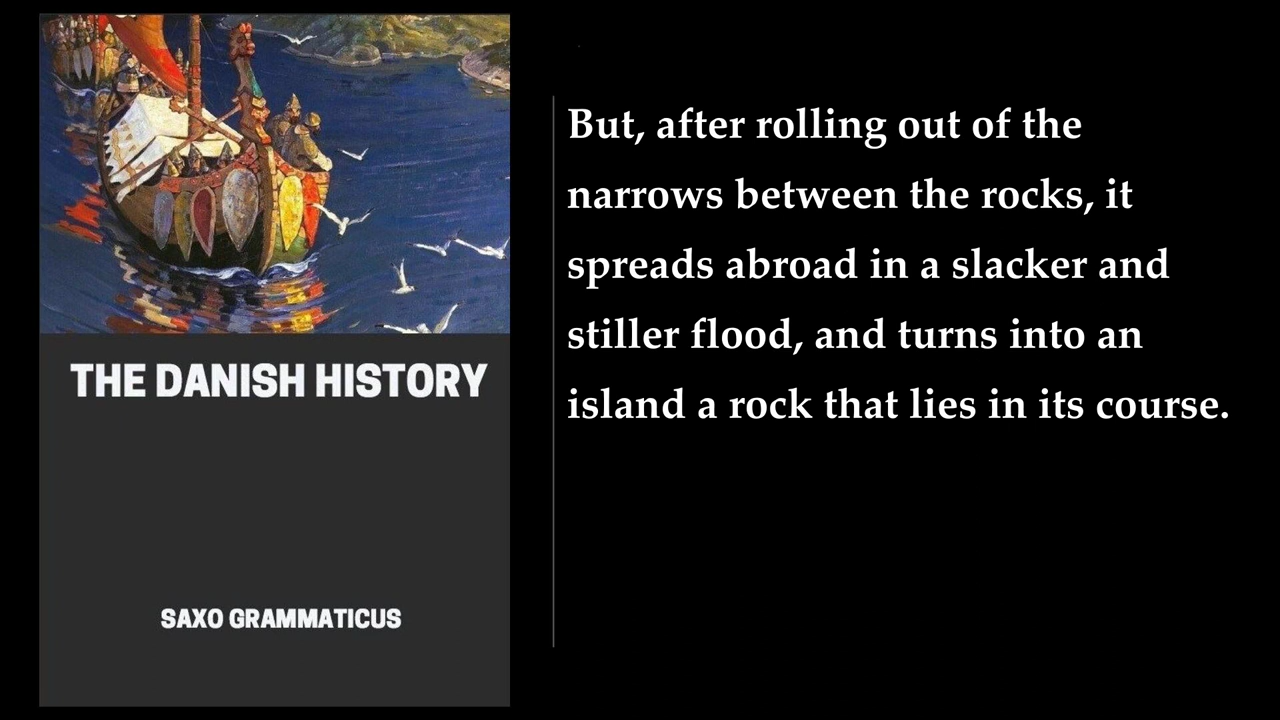 THE DANISH HISTORY
SAXO GRAMMATICUS
But, after rolling out of the
narrows between the rocks, it
spreads abroad in a slacker and
stiller flood, and turns into an
island a rock that lies in its course.